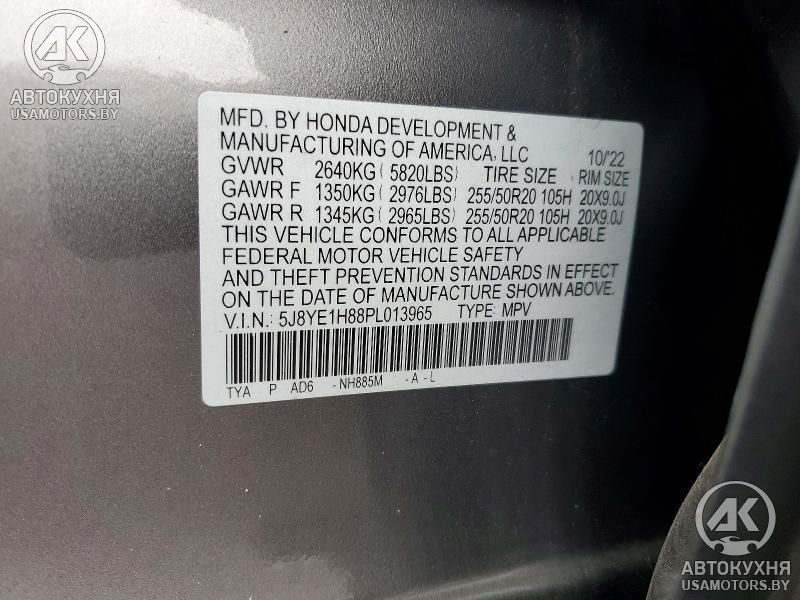 AK
АВТОКУХНЯ
USAMOTORS.BY
MFD. BY HONDA DEVELOPMENT &
MANUFACTURING OF AMERICA, LLC 10/'22
GVWR 2640KG( 5820LBS) TIRE SIZE RIM SIZE
GAWR F 1350KG( 2976LBS) 255/50R20 105H 20X9.0J
GAWR R 1345KG( 2965LBS) 255/50R20 105H 20X9.0J
THIS VEHICLE CONFORMS TO ALL APPLICABLE
FEDERAL MOTOR VEHICLE SAFETY
AND THEFT PREVENTION STANDARDS IN EFFECT
ON THE DATE OF MANUFACTURE SHOWN ABOVE.
V.I.N.: 5J8YE1H88PL013965 TYPE: MPV
TYA P AD6 -NH885M -A-L
AK
АВТОКУХНЯ
USAMOTORS.BY